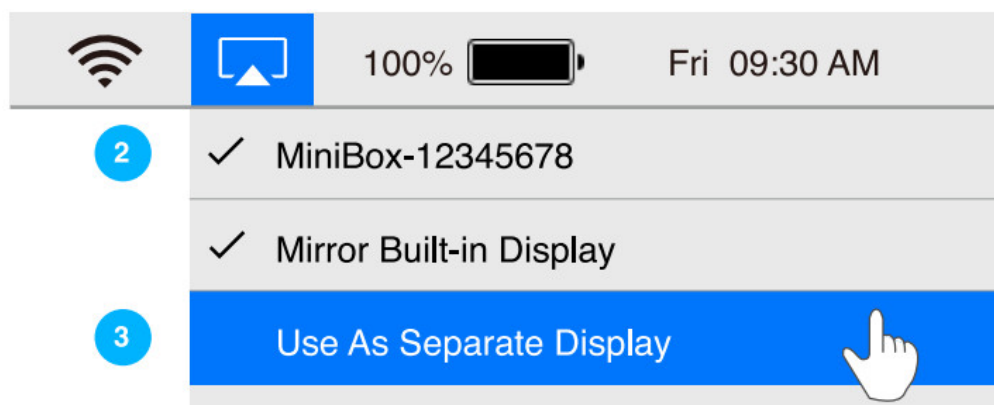 100% Fri 09:30 AM
2 MiniBox-12345678
Mirror Built-in Display
3 Use As Separate Display